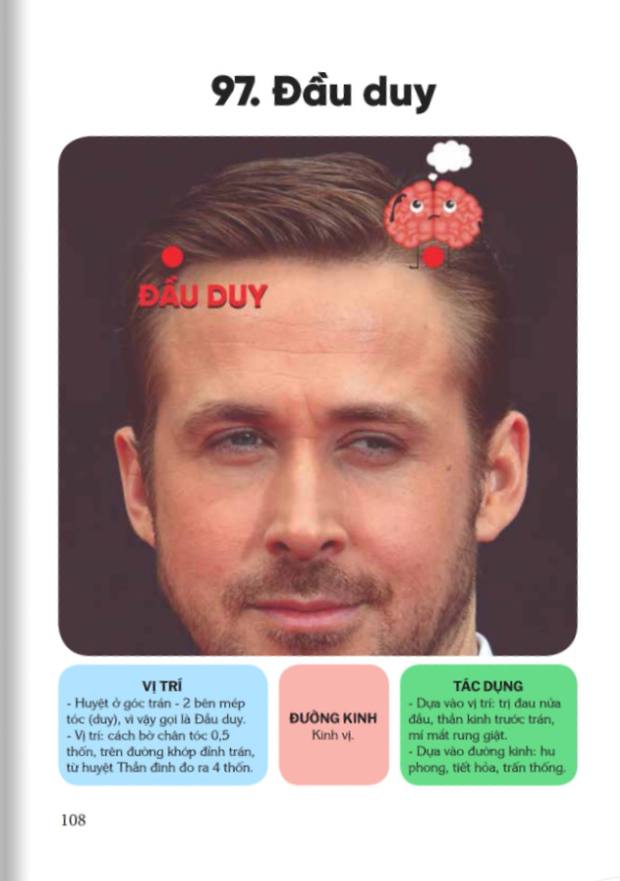 97. Đầu duy
ĐẦU DUY
VỊ TRÍ
- Huyệt ở góc trán - 2 bên mép
tóc (duy), vì vậy gọi là Đầu duy.
- Vị trí: cách bờ chân tóc 0,5
thốn, trên đường khớp đỉnh trán,
từ huyệt Thần đình đo ra 4 thốn.
ĐƯỜNG KINH
Kinh vị.
TÁC DỤNG
- Dựa vào vị trí: trị đau nửa
đầu, thần kinh trước trán,
mí mắt rung giật.
- Dựa vào đường kinh: hu
phong, tiết hỏa, trấn thống.
108